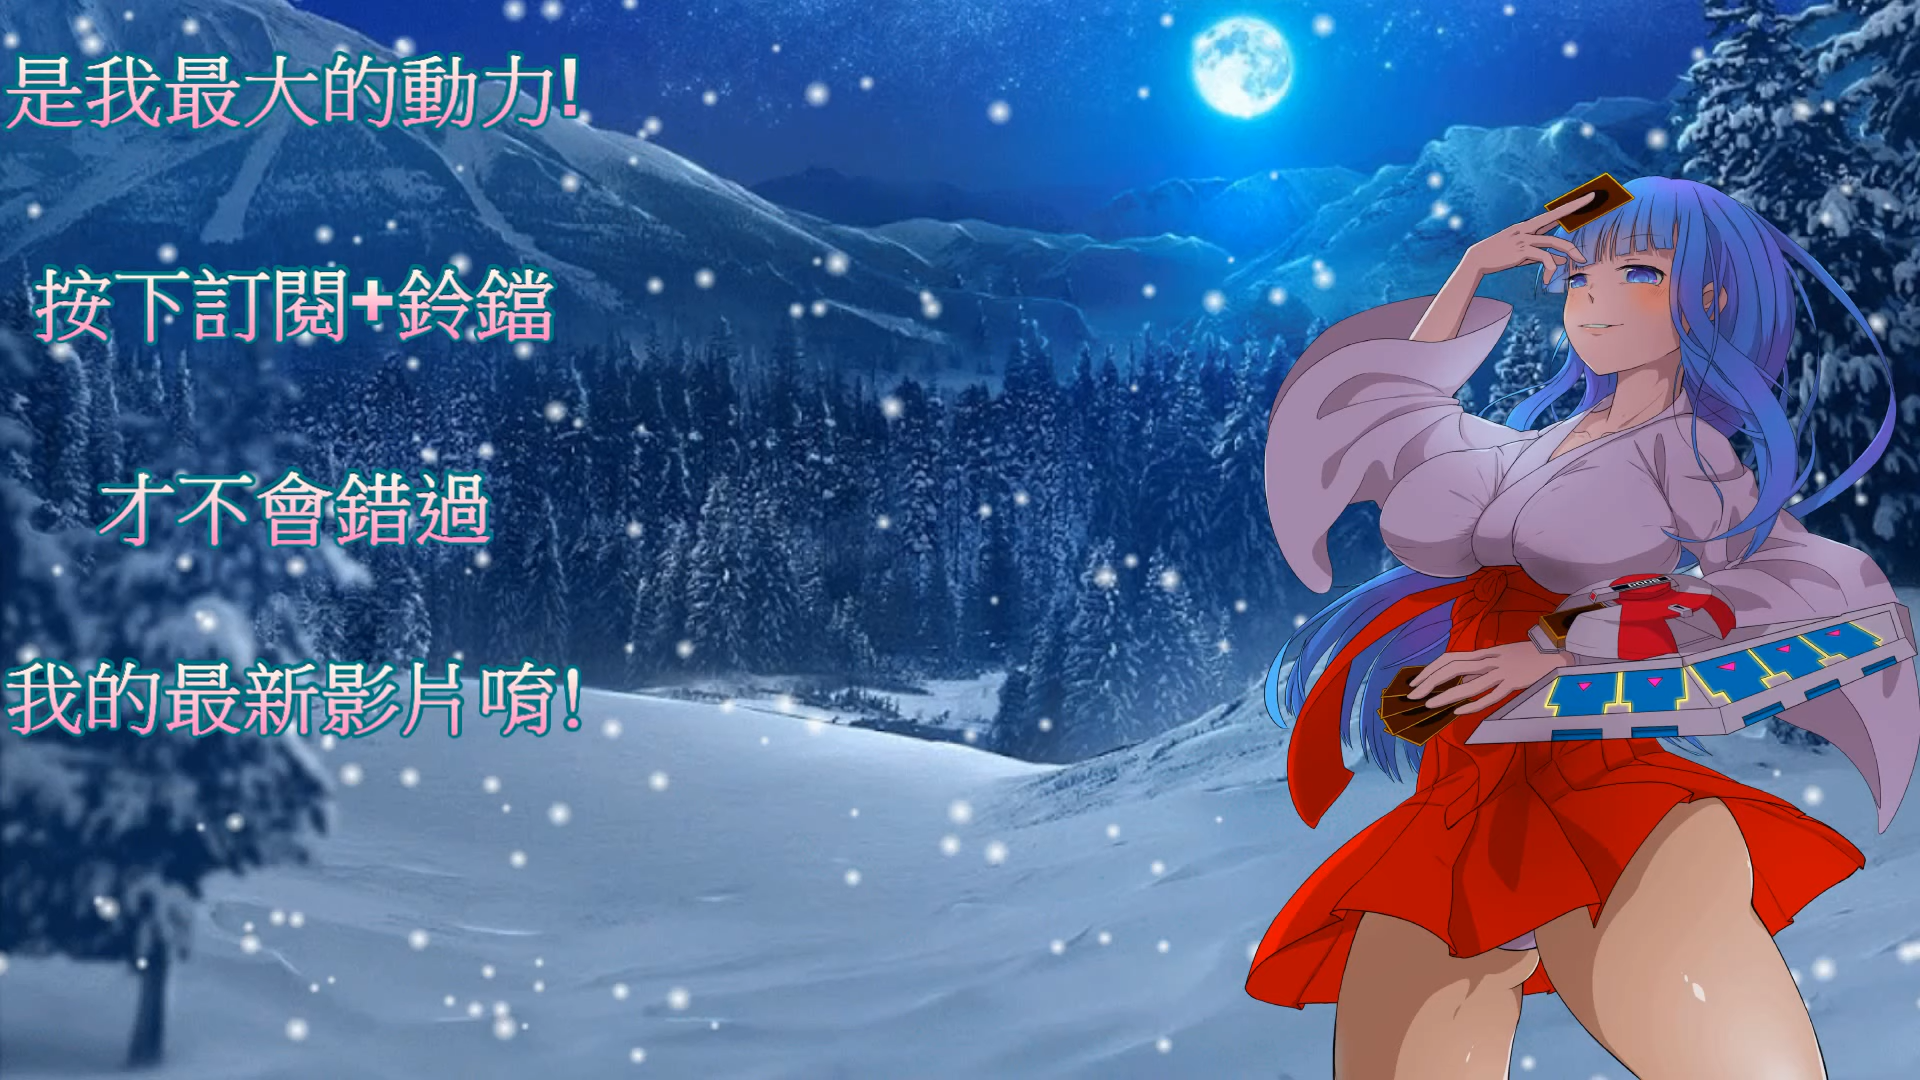 是我最大的動力!
按下訂閱+鈴鐺
才不會錯過
我的最新影片唷!